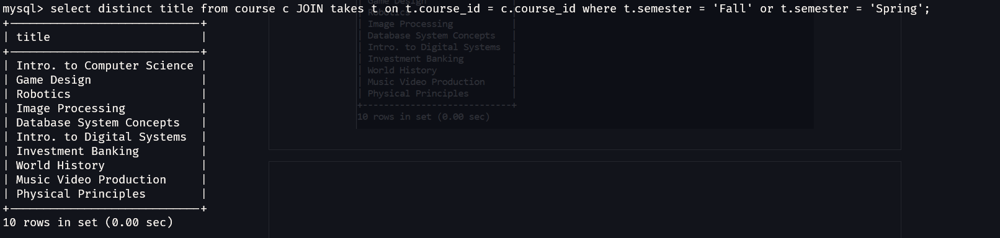 mysql> select distinct title from course c JOIN takes t on t.course_id = c.course_id where t.semester = 'Fall' or t.semester = 'Spring';
+----------------------------+
| title                      |
+----------------------------+
| Intro. to Computer Science |
| Game Design                |
| Robotics                   |
| Image Processing           |
| Database System Concepts   |
| Intro. to Digital Systems  |
| Investment Banking         |
| World History              |
| Music Video Production     |
| Physical Principles        |
+----------------------------+
10 rows in set (0.00 sec)
Game Design
| Robotics
| Image Processing           |
| Database System Concepts   |
| Intro. to Digital Systems  |
| Investment Banking         |
| World History              |
| Music Video Production     |
| Physical Principles        |
+----------------------------+
10 rows in set (0.00 sec)